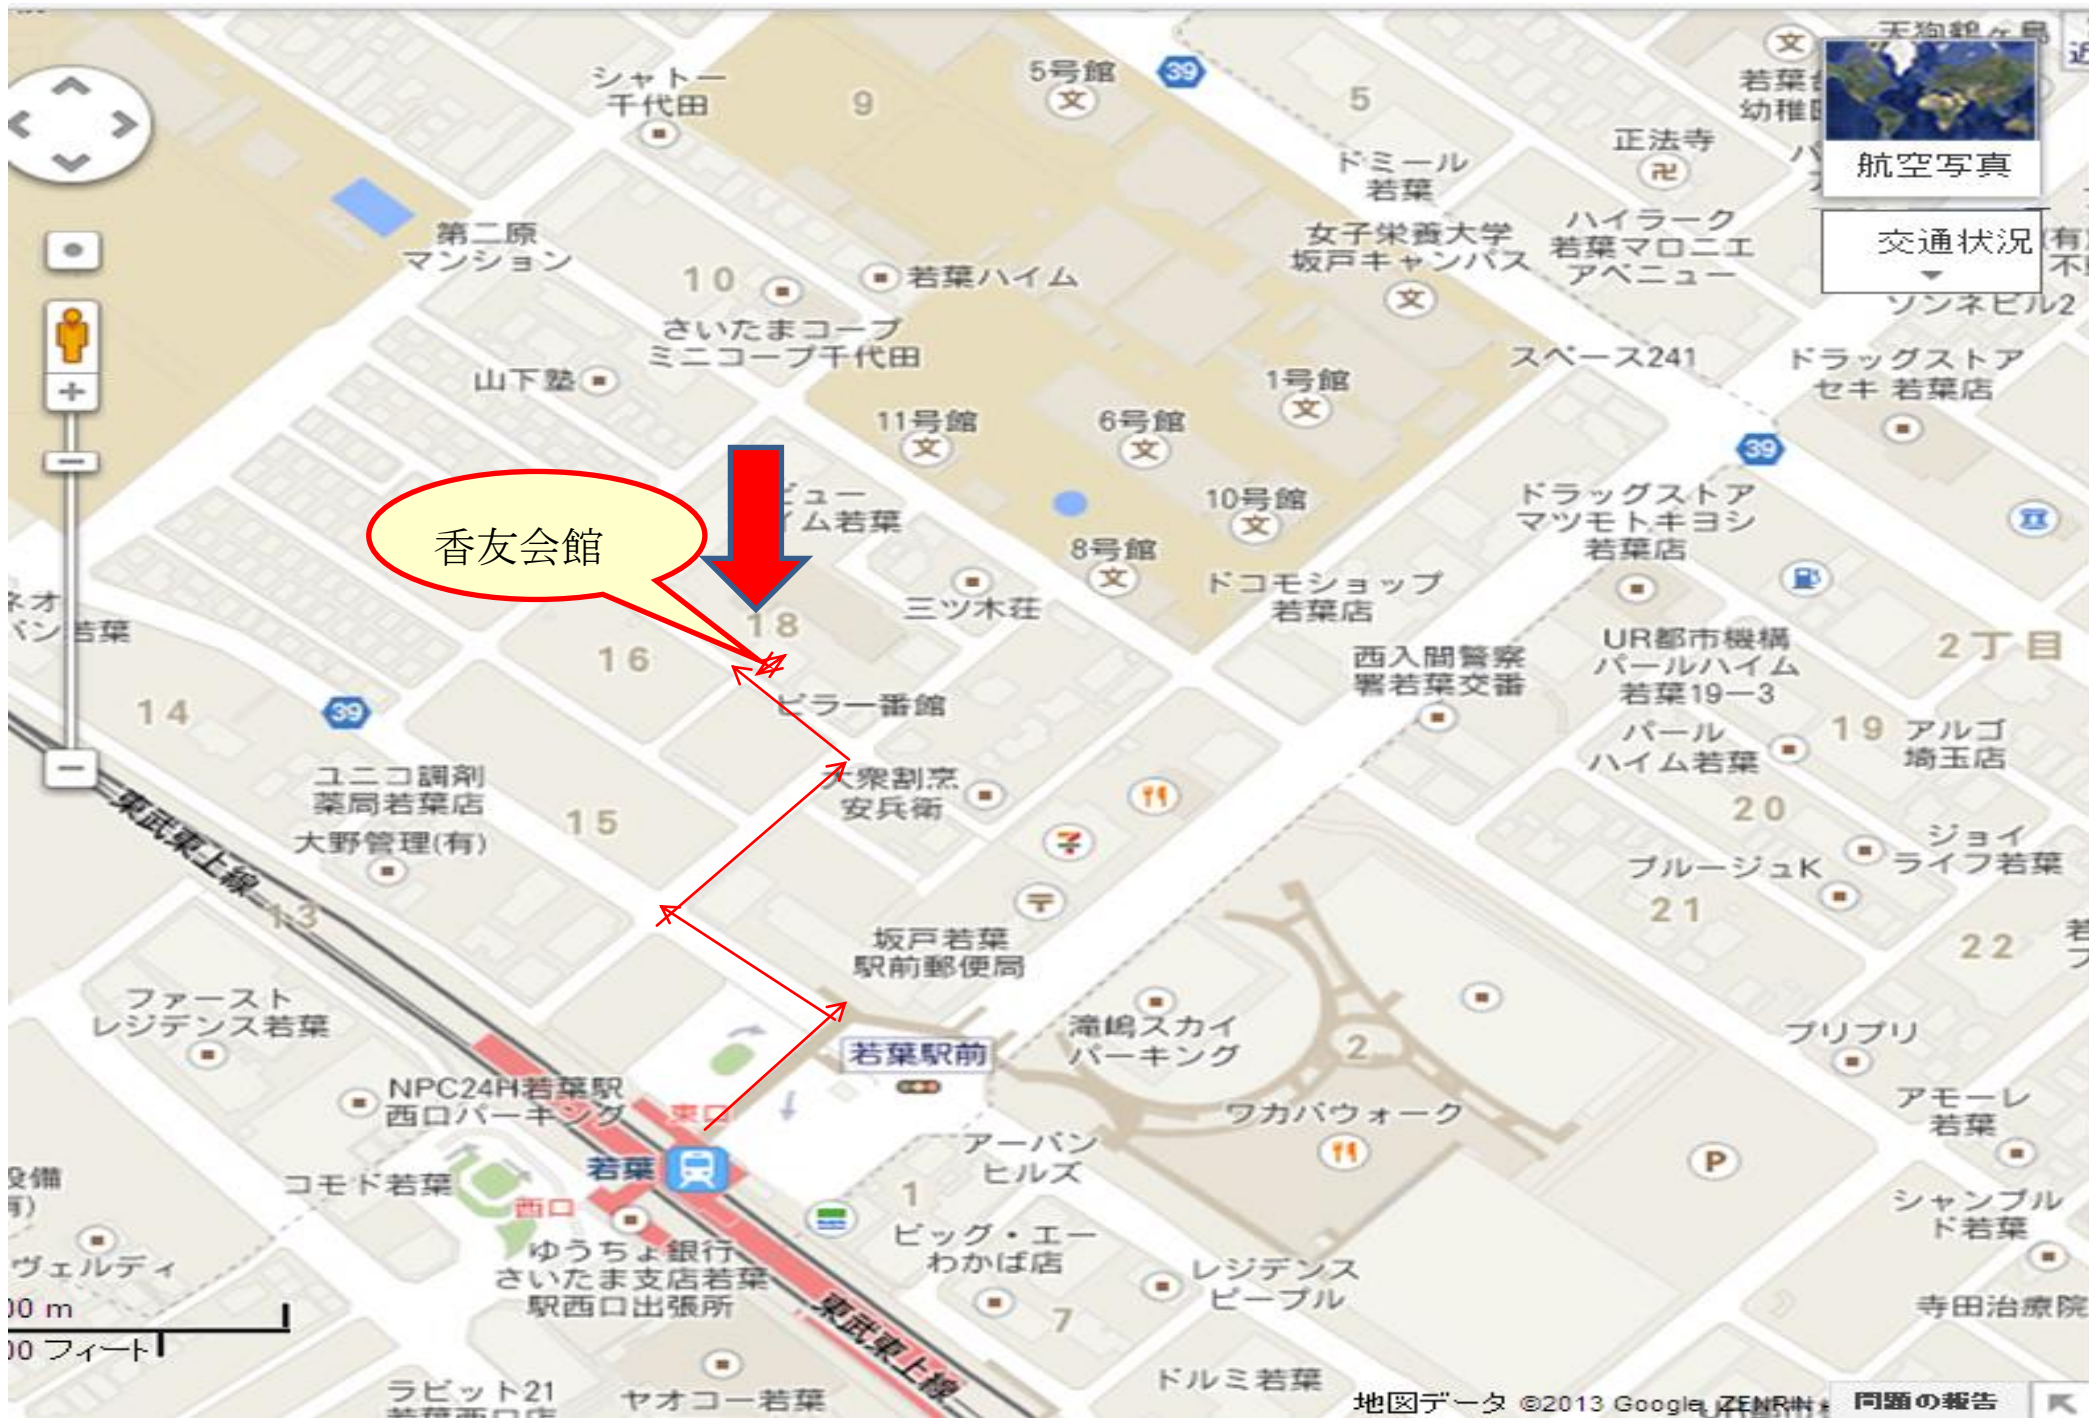 シャトー
千代田
9
5号館
39
5
天狗鶴ヶ島
正法寺
航空写真
交通状況
ドミール
若葉
女子栄養大学
坂戸キャンパス
ハイラーク
若葉マロニエ
アベニュー
ゾンネビル2
第二原
マンション
10
若葉ハイム
さいたまコープ
ミニコープ千代田
山下塾
スペース241
ドラッグストア
セキ 若葉店
1号館
11号館
6号館
39
10号館
8号館
ドラッグストア
マツモトキヨシ
若葉店
香友会館
ドコモショップ
若葉店
三ツ木荘
18
16
西入間警察
署若葉交番
UR都市機構
パールハイム
若葉19-3
2丁目
14
39
ビラ一番館
パール
ハイム若葉
19
アルゴ
埼玉店
ユニコ調剤
薬局若葉店
大衆割烹
安兵衛
15
大野管理(有)
20
ジョイ
ライフ若葉
ブルージュK
21
22
東武東上線
13
坂戸若葉
駅前郵便局
ファースト
レジデンス若葉
滝嶋スカイ
パーキング
2
プリプリ
若葉駅前
NPC24H若葉駅
西口パーキング
東口
ワカバウォーク
アモーレ
若葉
アーバン
ヒルズ
P
若葉
コモド若葉
西口
1
シャンブル
ド若葉
ゆうちょ銀行
さいたま支店若葉
駅西口出張所
ビッグ・エー
わかば店
レジデンス
ピープル
ヴェルディ
7
寺田治療院
東武東上線
00 m
00 フィート
ラビット21
若葉西口店
ヤオコー若葉
ドルミ若葉
地図データ ©2013 Google, ZENRIN
問題の報告